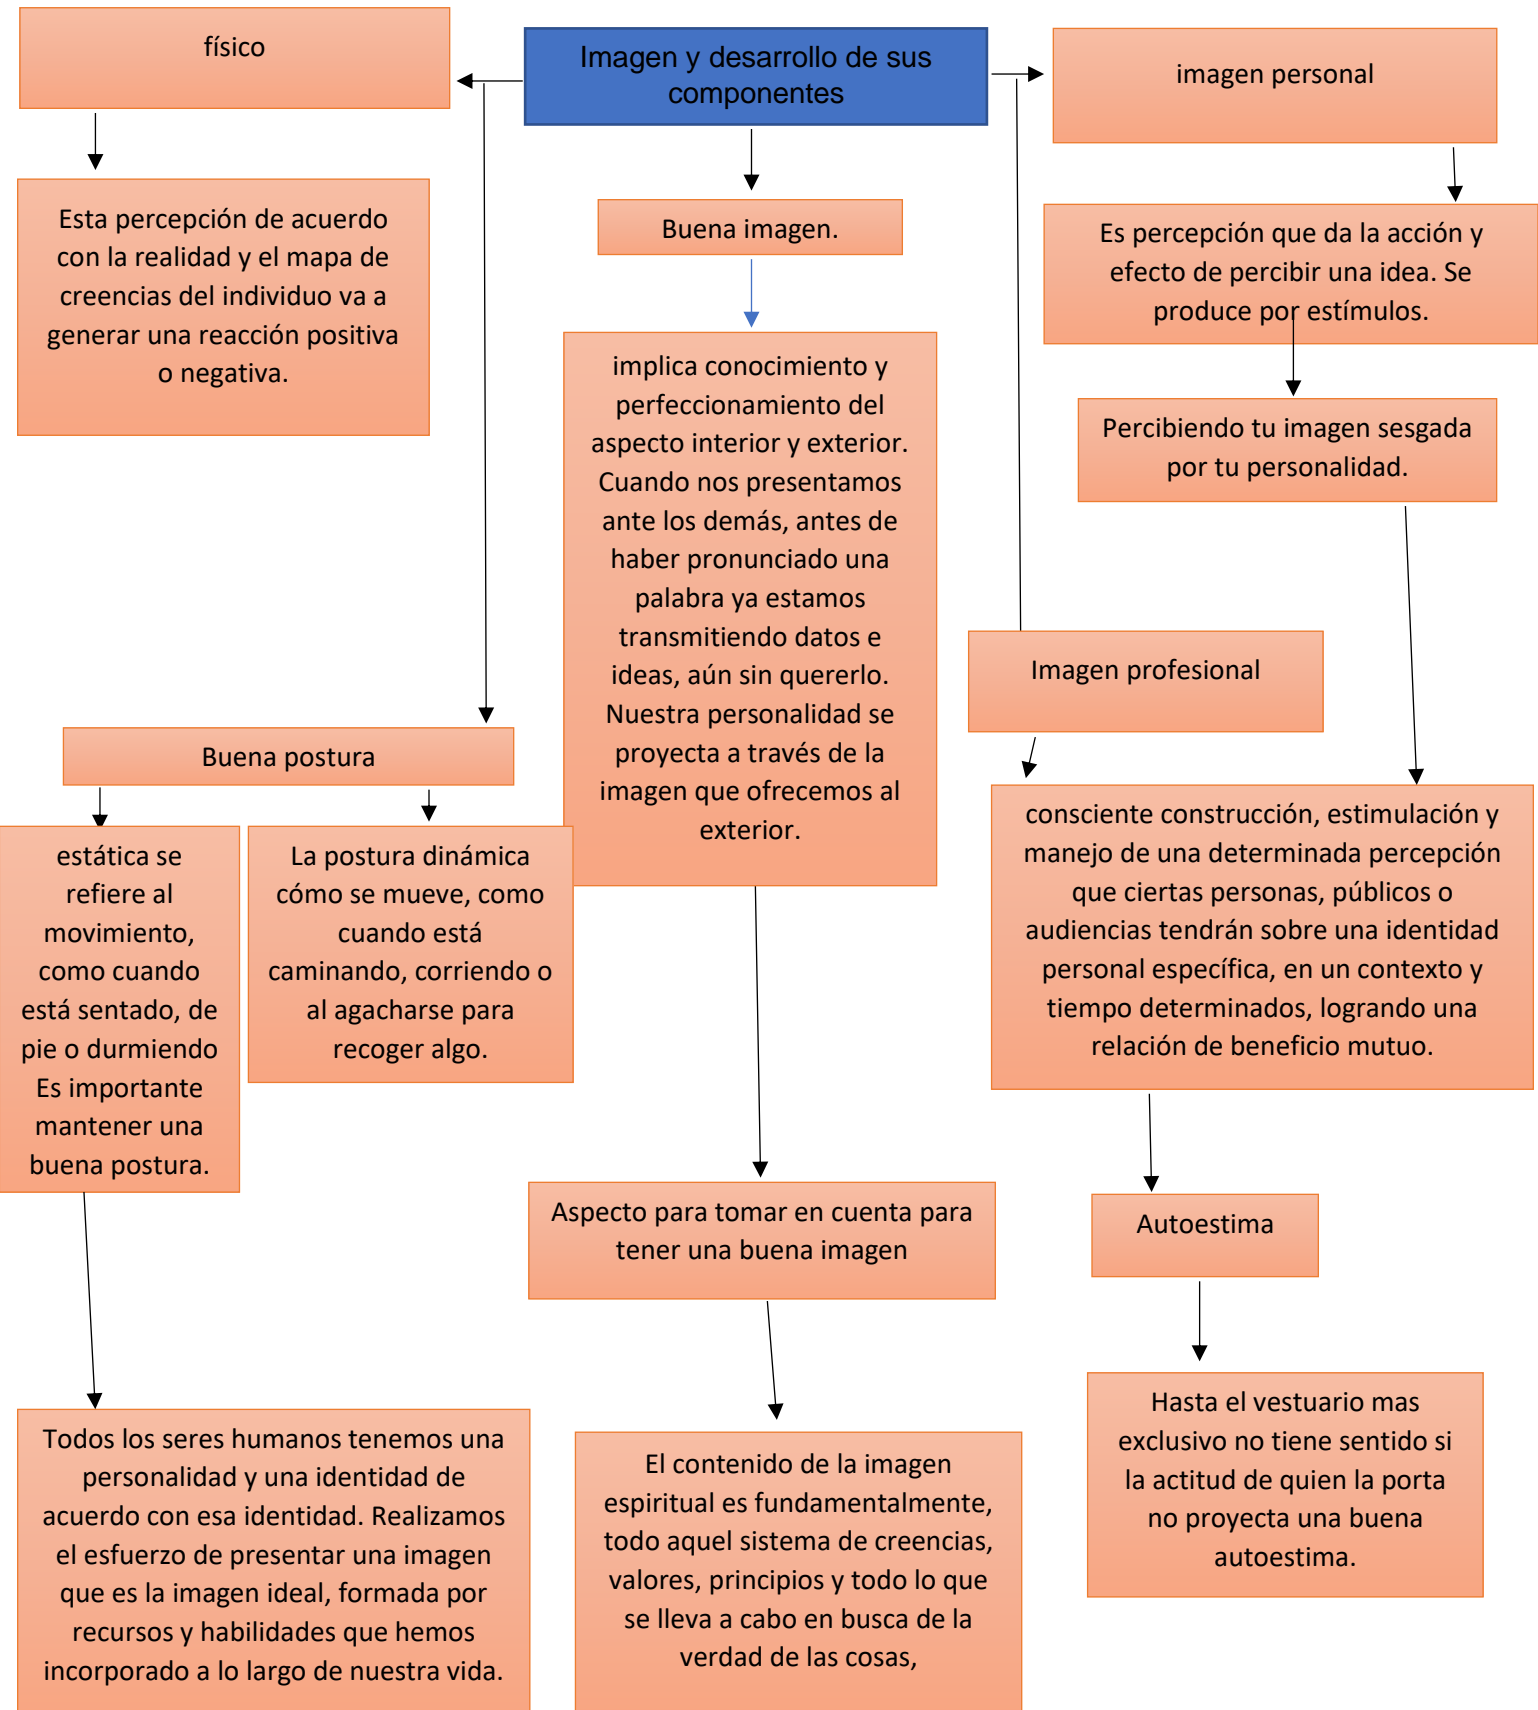 físico
Imagen y desarrollo de sus
componentes
imagen personal
Esta percepción de acuerdo
con la realidad y el mapa de
creencias del individuo va a
generar una reacción positiva
o negativa.
Buena imagen.
Es percepción que da la acción y
efecto de percibir una idea. Se
produce por estímulos.
implica conocimiento y
perfeccionamiento del
aspecto interior y exterior.
Cuando nos presentamos
ante los demás, antes de
haber pronunciado una
palabra ya estamos
transmitiendo datos e
ideas, aún sin quererlo.
Nuestra personalidad se
proyecta a través de la
imagen que ofrecemos al
exterior.
Percibiendo tu imagen sesgada
por tu personalidad.
Imagen profesional
Buena postura
consciente construcción, estimulación y
manejo de una determinada percepción
que ciertas personas, públicos o
audiencias tendrán sobre una identidad
personal específica, en un contexto y
tiempo determinados, logrando una
relación de beneficio mutuo.
estática se
refiere al
movimiento,
como cuando
está sentado, de
pie o durmiendo
Es importante
mantener una
buena postura.
La postura dinámica
cómo se mueve, como
cuando está
caminando, corriendo o
al agacharse para
recoger algo.
Aspecto para tomar en cuenta para
tener una buena imagen
Autoestima
Hasta el vestuario mas
exclusivo no tiene sentido si
la actitud de quien la porta
no proyecta una buena
autoestima.
Todos los seres humanos tenemos una
personalidad y una identidad de
acuerdo con esa identidad. Realizamos
el esfuerzo de presentar una imagen
que es la imagen ideal, formada por
recursos y habilidades que hemos
incorporado a lo largo de nuestra vida.
El contenido de la imagen
espiritual es fundamentalmente,
todo aquel sistema de creencias,
valores, principios y todo lo que
se lleva a cabo en busca de la
verdad de las cosas,